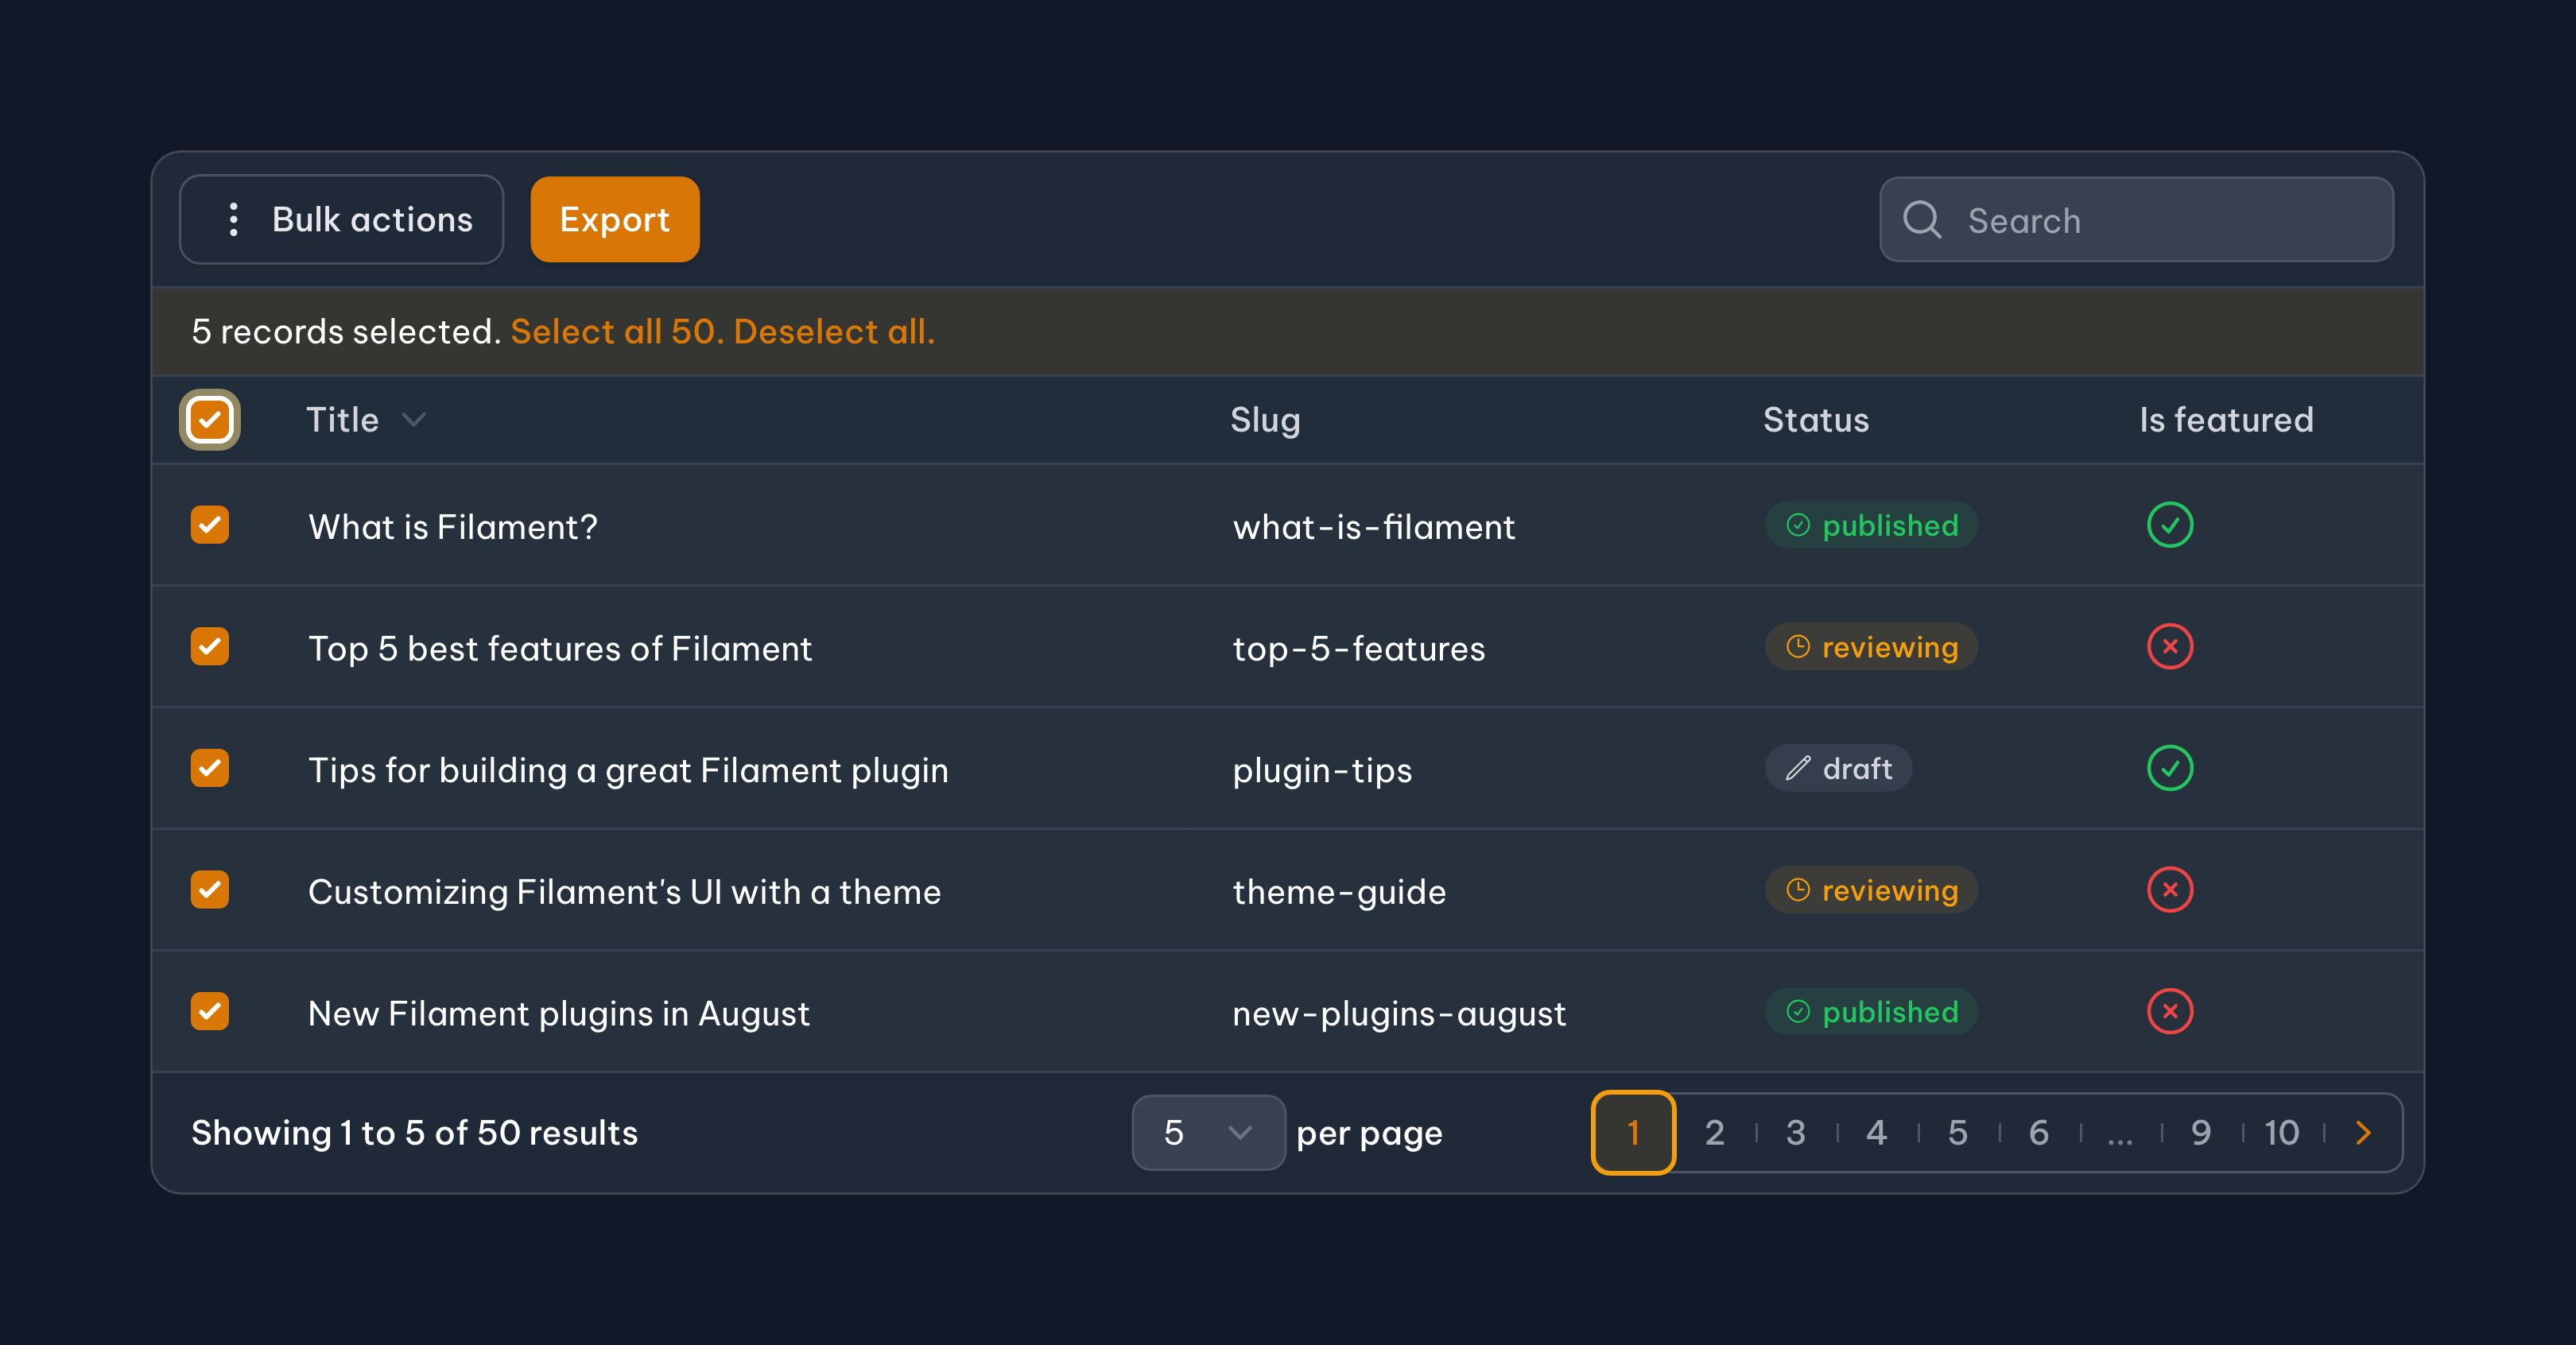 Bulk actions Export Search
5 records selected. Select all 50. Deselect all.
Title Slug Status Is featured
What is Filament? what-is-filament published
Top 5 best features of Filament top-5-features reviewing
Tips for building a great Filament plugin plugin-tips draft
Customizing Filament's UI with a theme theme-guide reviewing
New Filament plugins in August new-plugins-august published
Showing 1 to 5 of 50 results 5 per page 1 2 3 4 5 6 ... 9 10